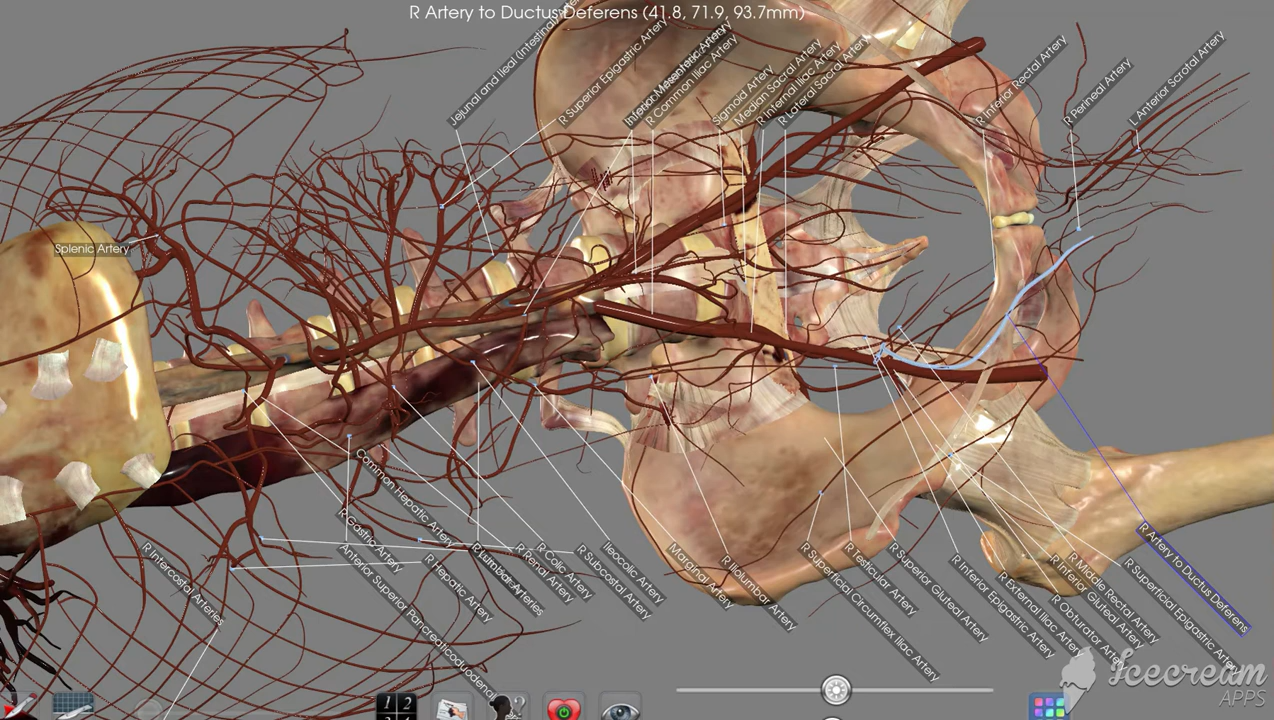 R Artery to Ductus Deferens (41.8, 71.9, 93.7mm)
Jejunal and Ileal (Intestinal)
R Superior Epigastric Artery
Inferior Mesenteric Artery
R Common Iliac Artery
Sigmoid Artery
Median Sacral Artery
R Internal Iliac Artery
R Lateral Sacral Artery
R Inferior Rectal Artery
R Perineal Artery
L Anterior Scrotal Artery
Splenic Artery
R Intercostal Arteries
Common Hepatic Artery
R Gastric Artery
Anterior Superior Pancreaticoduodenal
R Hepatic Artery
R Lumbar Arteries
R Renal Artery
R Colic Artery
R Subcostal Artery
Ileocolic Artery
Marginal Artery
R Iliolumbar Artery
R Superficial Circumflex Iliac Artery
R Testicular Artery
R Superior Gluteal Artery
R Inferior Epigastric Artery
R External Iliac Artery
R Obturator Artery
R Inferior Gluteal Artery
R Middle Rectal Artery
R Superficial Epigastric Artery
R Artery to Ductus Deferens
1 2
Icecream
APPS